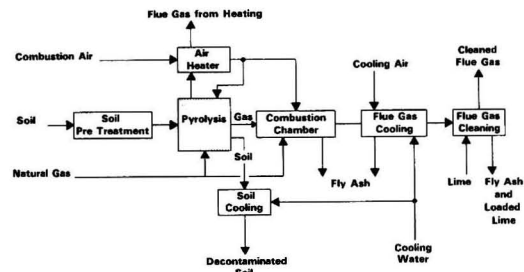 Flue Gas from Heating
Combustion Air
Air
Heater
Cooling Air
Cleaned
Flue Gas
Soil
Soil
Pre Treatment
Pyrolysis
Gas
Combustion
Chamber
Flue Gas
Cooling
Flue Gas
Cleaning
Soil
Natural Gas
Fly Ash
Lime
Fly Ash
and
Loaded
Lime
Soil
Cooling
Cooling
Water
Decontaminated
Soil